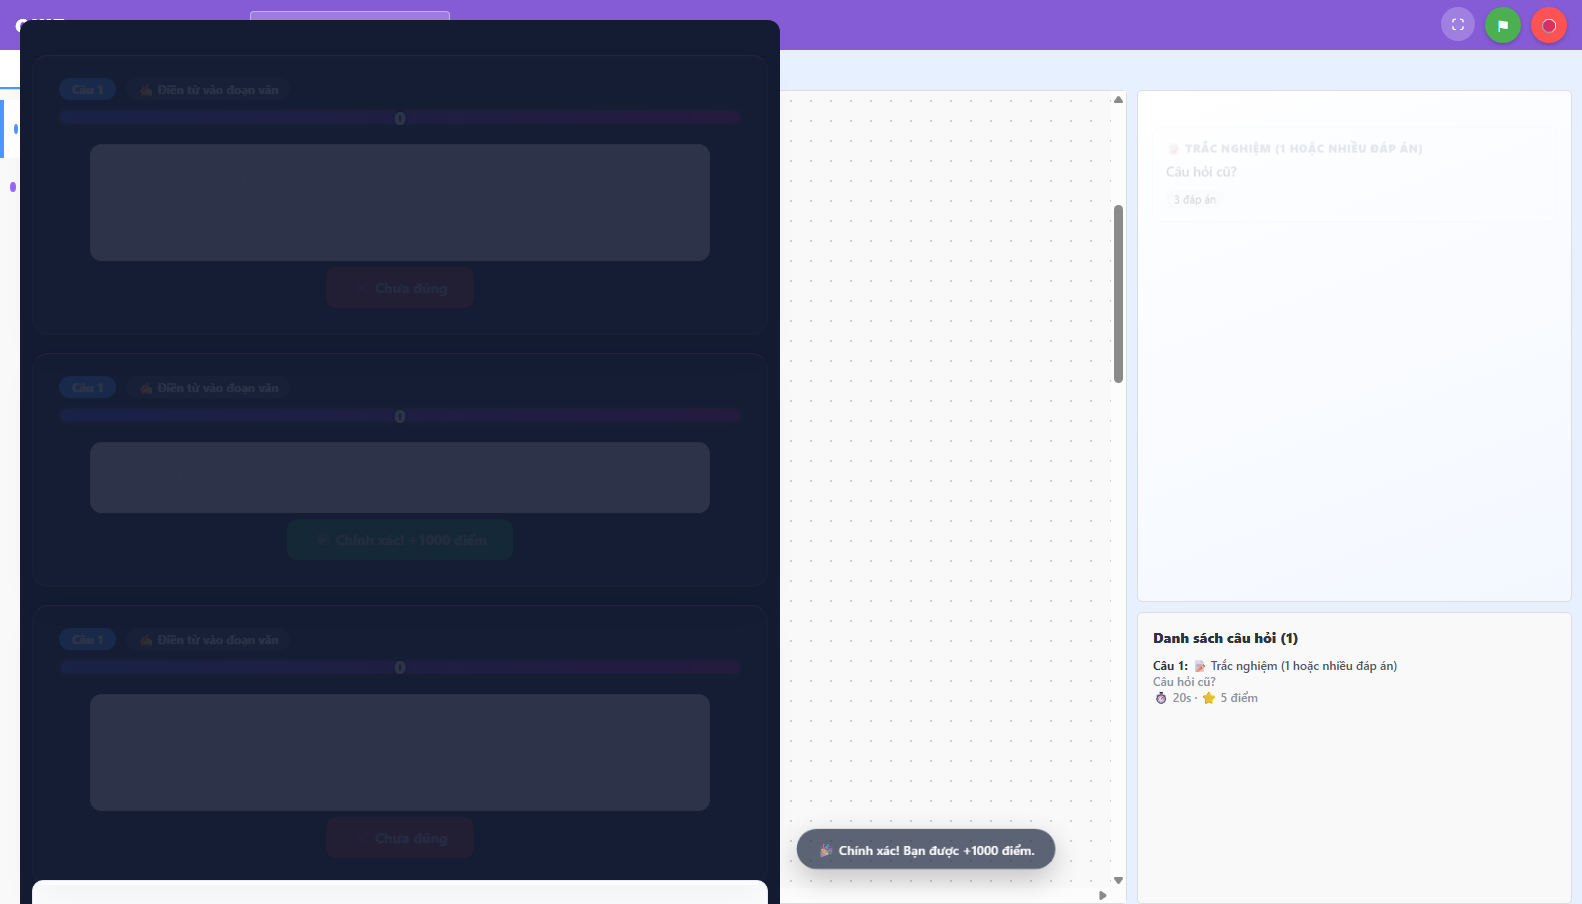 Câu 1 ✍️ Điền từ vào đoạn văn
0
Chưa đúng
Câu 1 ✍️ Điền từ vào đoạn văn
0
Chính xác! +1000 điểm
Câu 1 ✍️ Điền từ vào đoạn văn
0
Chưa đúng
TRẮC NGHIỆM (1 HOẶC NHIỀU ĐÁP ÁN)
Câu hỏi cũ?
3 đáp án
Danh sách câu hỏi (1)
Câu 1: 📝 Trắc nghiệm (1 hoặc nhiều đáp án)
Câu hỏi cũ?
⏱ 20s · ⭐ 5 điểm
🎉 Chính xác! Bạn được +1000 điểm.